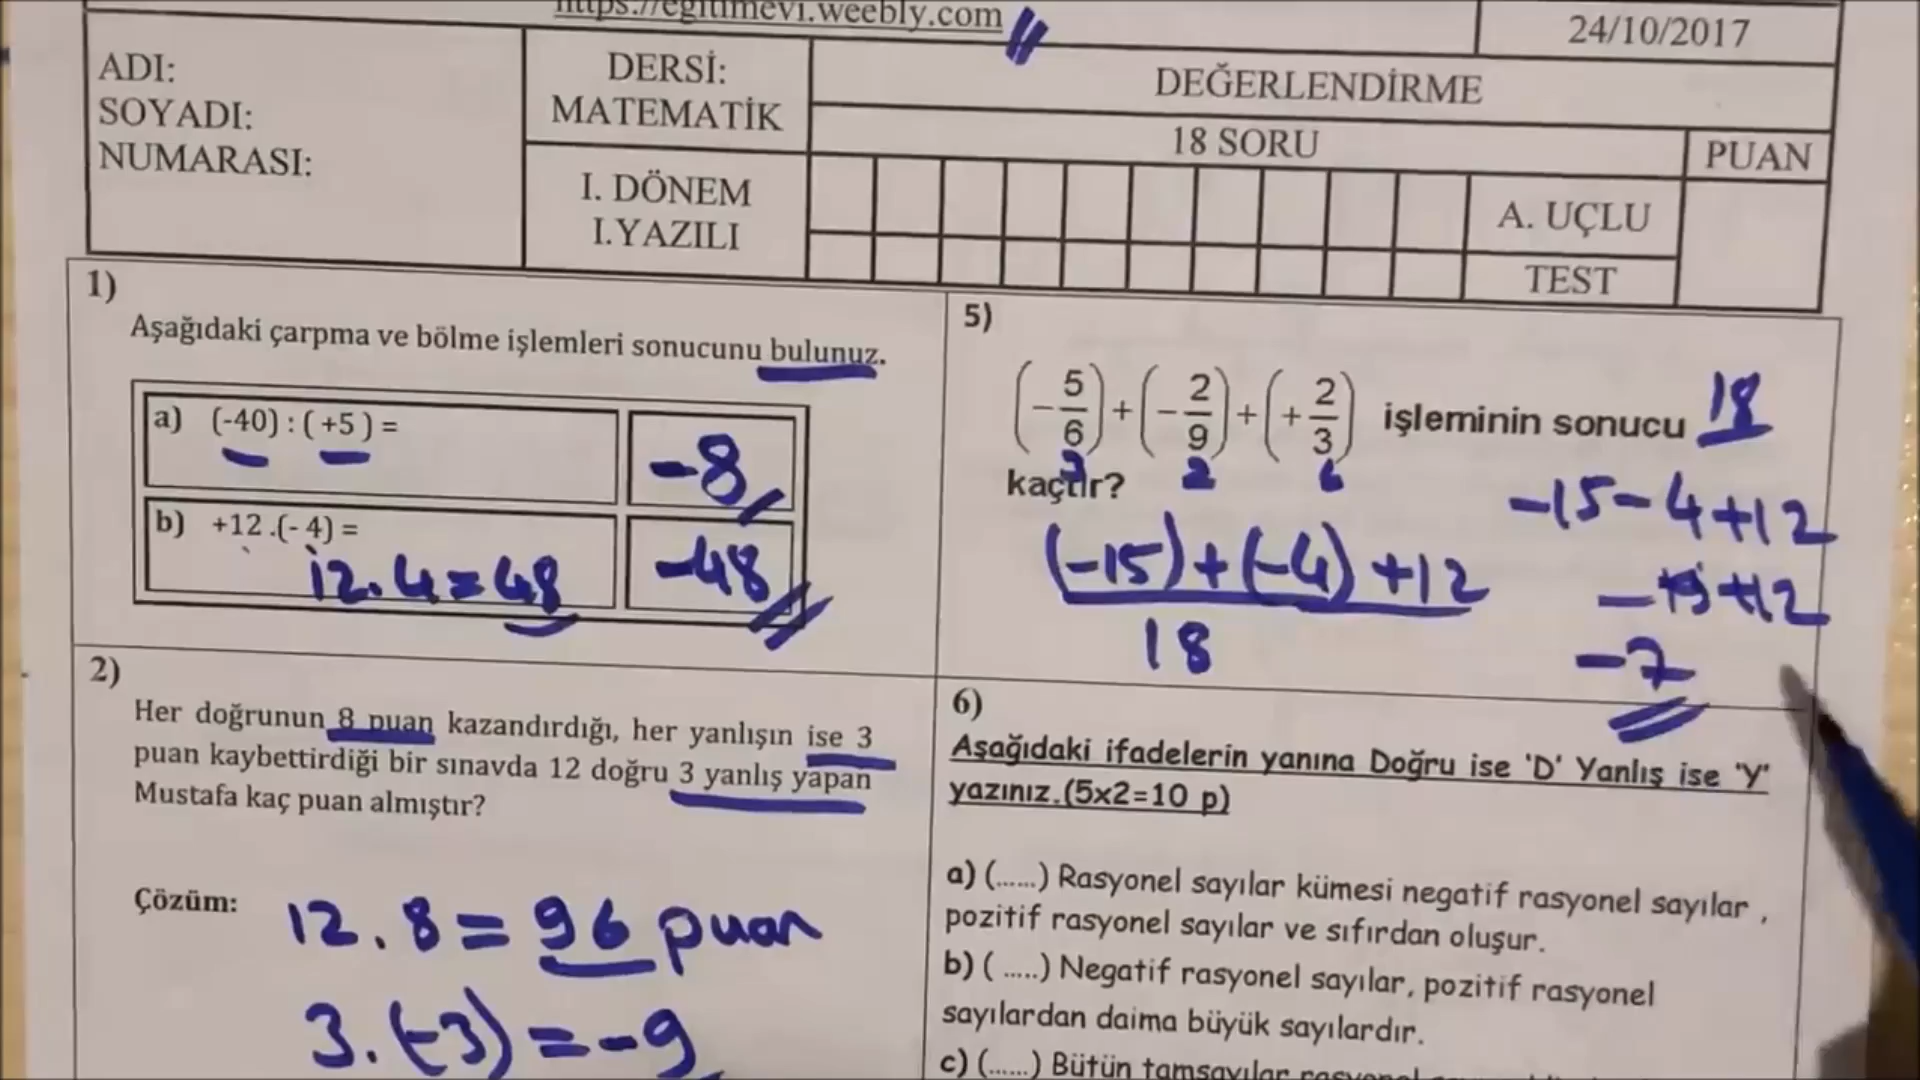 https://egitimevi.weebly.com
24/10/2017
ADI:
SOYADI:
NUMARASI:
DERSİ:
MATEMATİK
I. DÖNEM
I.YAZILI
DEĞERLENDİRME
18 SORU
PUAN
A. UÇLU
TEST
1)
Aşağıdaki çarpma ve bölme işlemleri sonucunu bulunuz.
a) (-40) : ( +5 ) =
-8
b) +12 .(- 4) =
12.4=48
-48
2)
Her doğrunun 8 puan kazandırdığı, her yanlışın ise 3
puan kaybettirdiği bir sınavda 12 doğru 3 yanlış yapan
Mustafa kaç puan almıştır?
Çözüm:
12.8=96 puan
3.(-3)=-9
5)
(-5/6)+(-2/9)+(+2/3) işleminin sonucu
18
3 2 6
kaçtır?
(-15)+(-4)+12
18
-15-4+12
-19+12
-7
6)
Aşağıdaki ifadelerin yanına Doğru ise 'D' Yanlış ise 'Y'
yazınız.(5x2=10 p)
a) (......) Rasyonel sayılar kümesi negatif rasyonel sayılar ,
pozitif rasyonel sayılar ve sıfırdan oluşur.
b) ( .....) Negatif rasyonel sayılar, pozitif rasyonel
sayılardan daima büyük sayılardır.
c) (......) Bütün tamsayılar